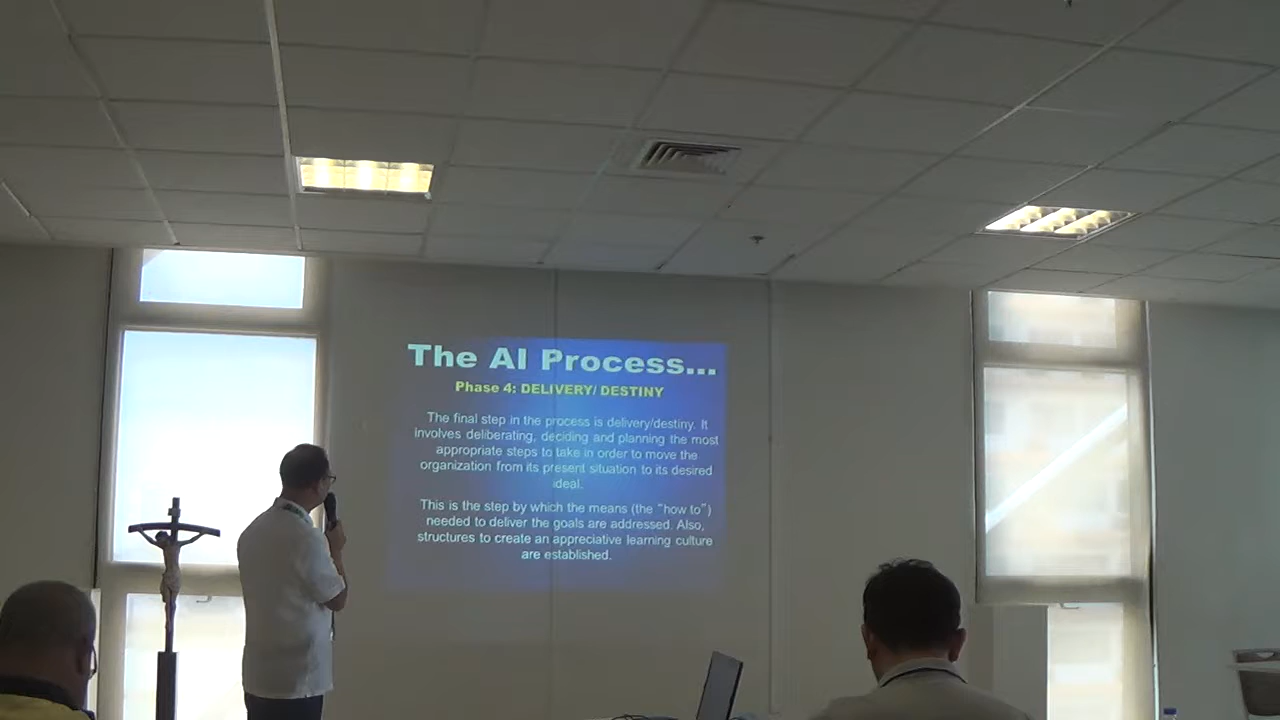 The AI Process...
Phase 4: DELIVERY/ DESTINY
The final step in the process is delivery/destiny. It
involves deliberating, deciding and planning the most
appropriate steps to take in order to move the
organization from its present situation to its desired
ideal.
This is the step by which the means (the "how to")
needed to deliver the goals are addressed. Also,
structures to create an appreciative learning culture
are established.